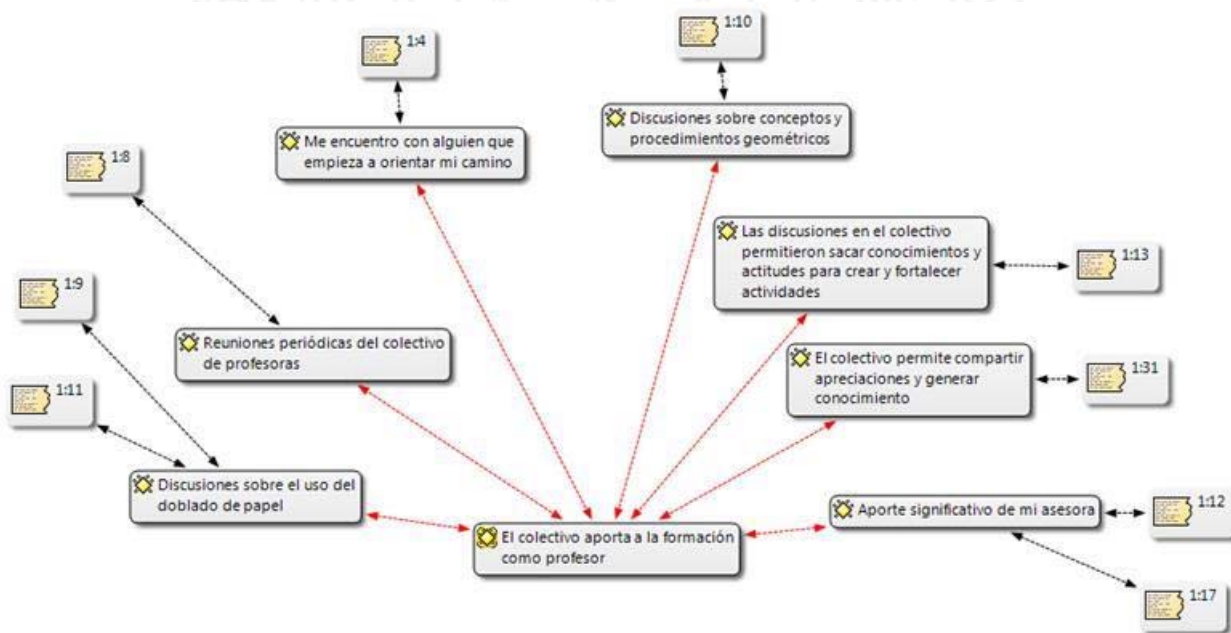 1:4
1:10
Me encuentro con alguien que
empieza a orientar mi camino
Discusiones sobre conceptos y
procedimientos geométricos
1:8
Las discusiones en el colectivo
permitieron sacar conocimientos y
actitudes para crear y fortalecer
actividades
1:13
1:9
Reuniones periódicas del colectivo
de profesoras
El colectivo permite compartir
apreciaciones y generar
conocimiento
1:31
1:11
Discusiones sobre el uso del
doblado de papel
Aporte significativo de mi asesora
1:12
El colectivo aporta a la formación
como profesor
1:17